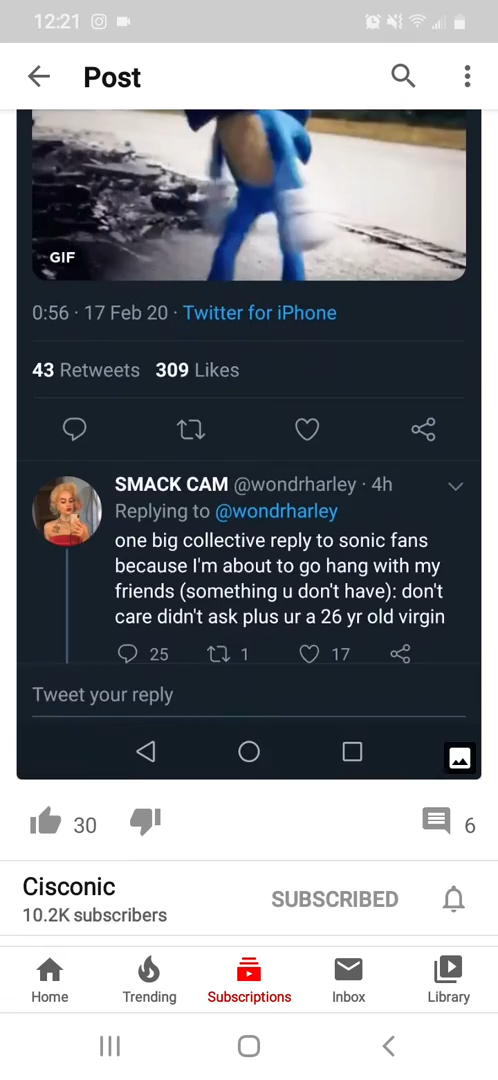 12:21
Post
GIF
0:56 · 17 Feb 20 · Twitter for iPhone
43 Retweets 309 Likes
SMACK CAM @wondrharley · 4h
Replying to @wondrharley
one big collective reply to sonic fans
because I'm about to go hang with my
friends (something u don't have): don't
care didn't ask plus ur a 26 yr old virgin
25 1 17
Tweet your reply
30 6
Cisconic SUBSCRIBED
10.2K subscribers
Home Trending Subscriptions Inbox Library